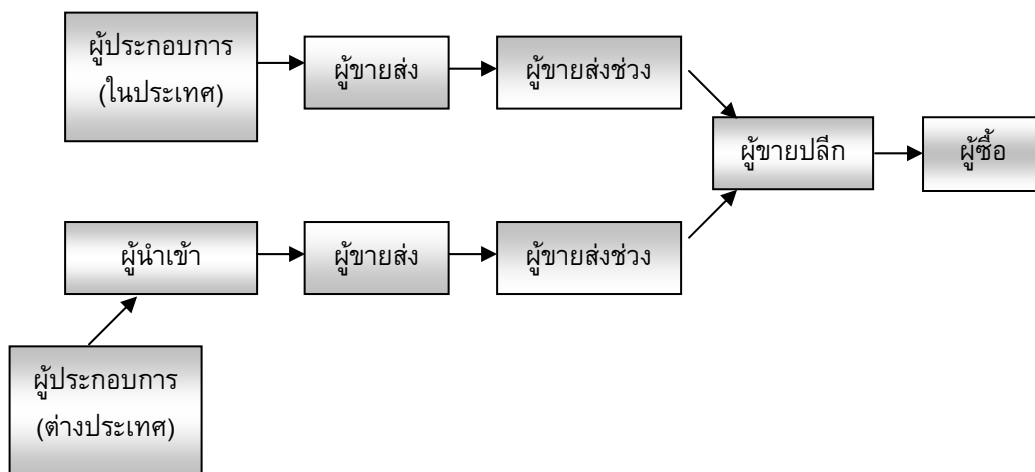 ผู้ประกอบการ
(ในประเทศ)
ผู้ขายส่ง
ผู้ขายส่งช่วง
ผู้ขายปลีก
ผู้ซื้อ
ผู้นำเข้า
ผู้ขายส่ง
ผู้ขายส่งช่วง
ผู้ประกอบการ
(ต่างประเทศ)